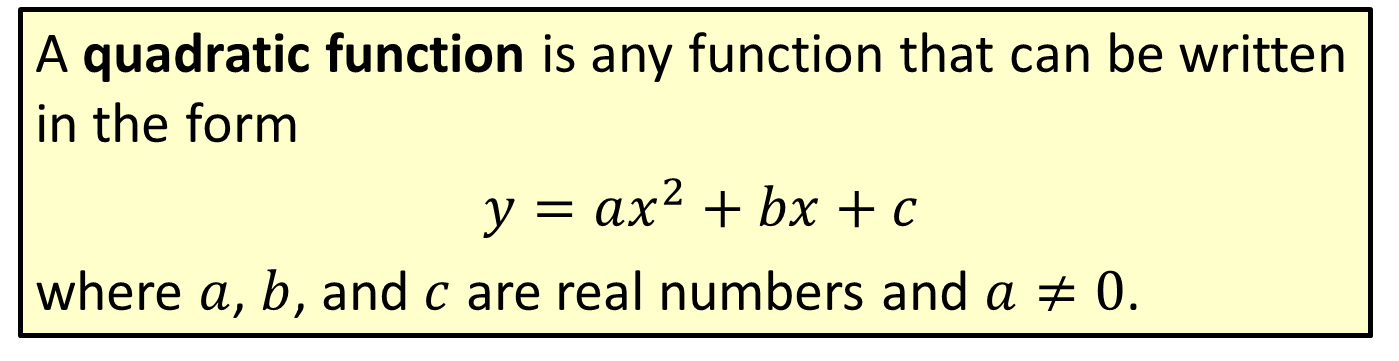 A quadratic function is any function that can be written
in the form
y = ax² + bx + c
where a, b, and c are real numbers and a ≠ 0.